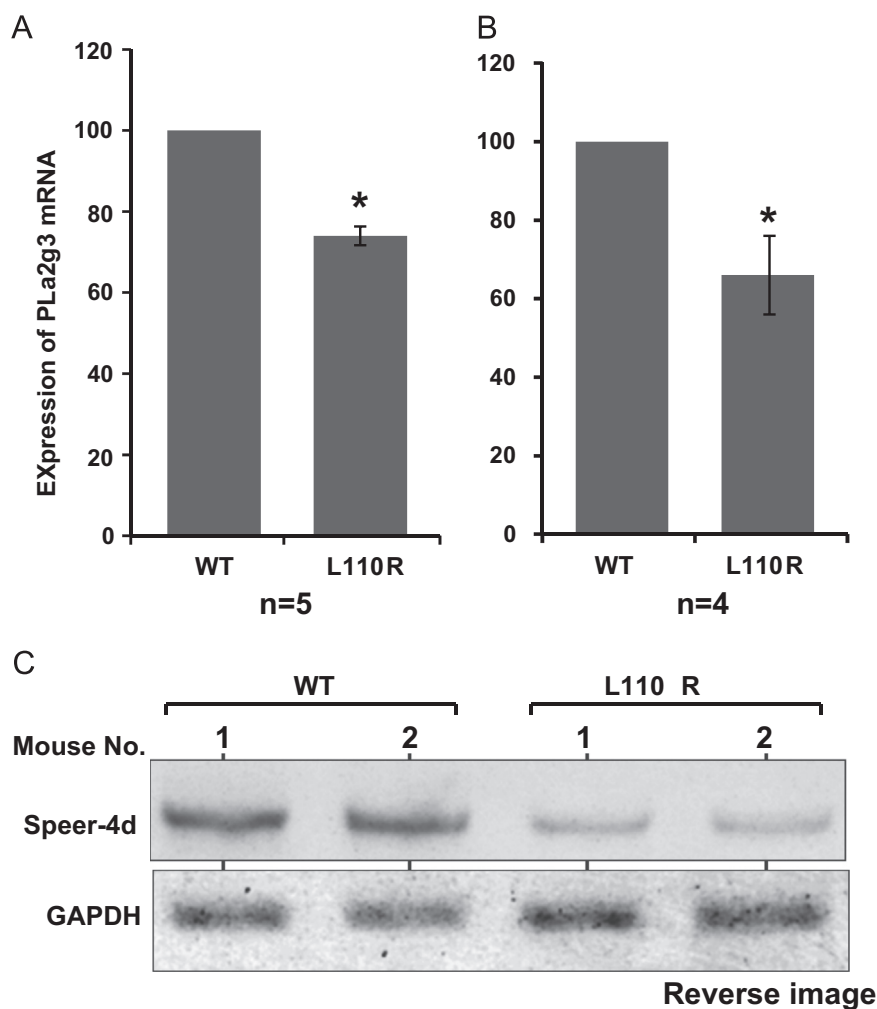 A
EXpression of PLa2g3 mRNA
120
100
80
60
40
20
0
*
WT L110R
n=5
B
120
100
80
60
40
20
0
*
WT L110R
n=4
C
WT L110 R
Mouse No. 1 2 1 2
Speer-4d
GAPDH
Reverse image